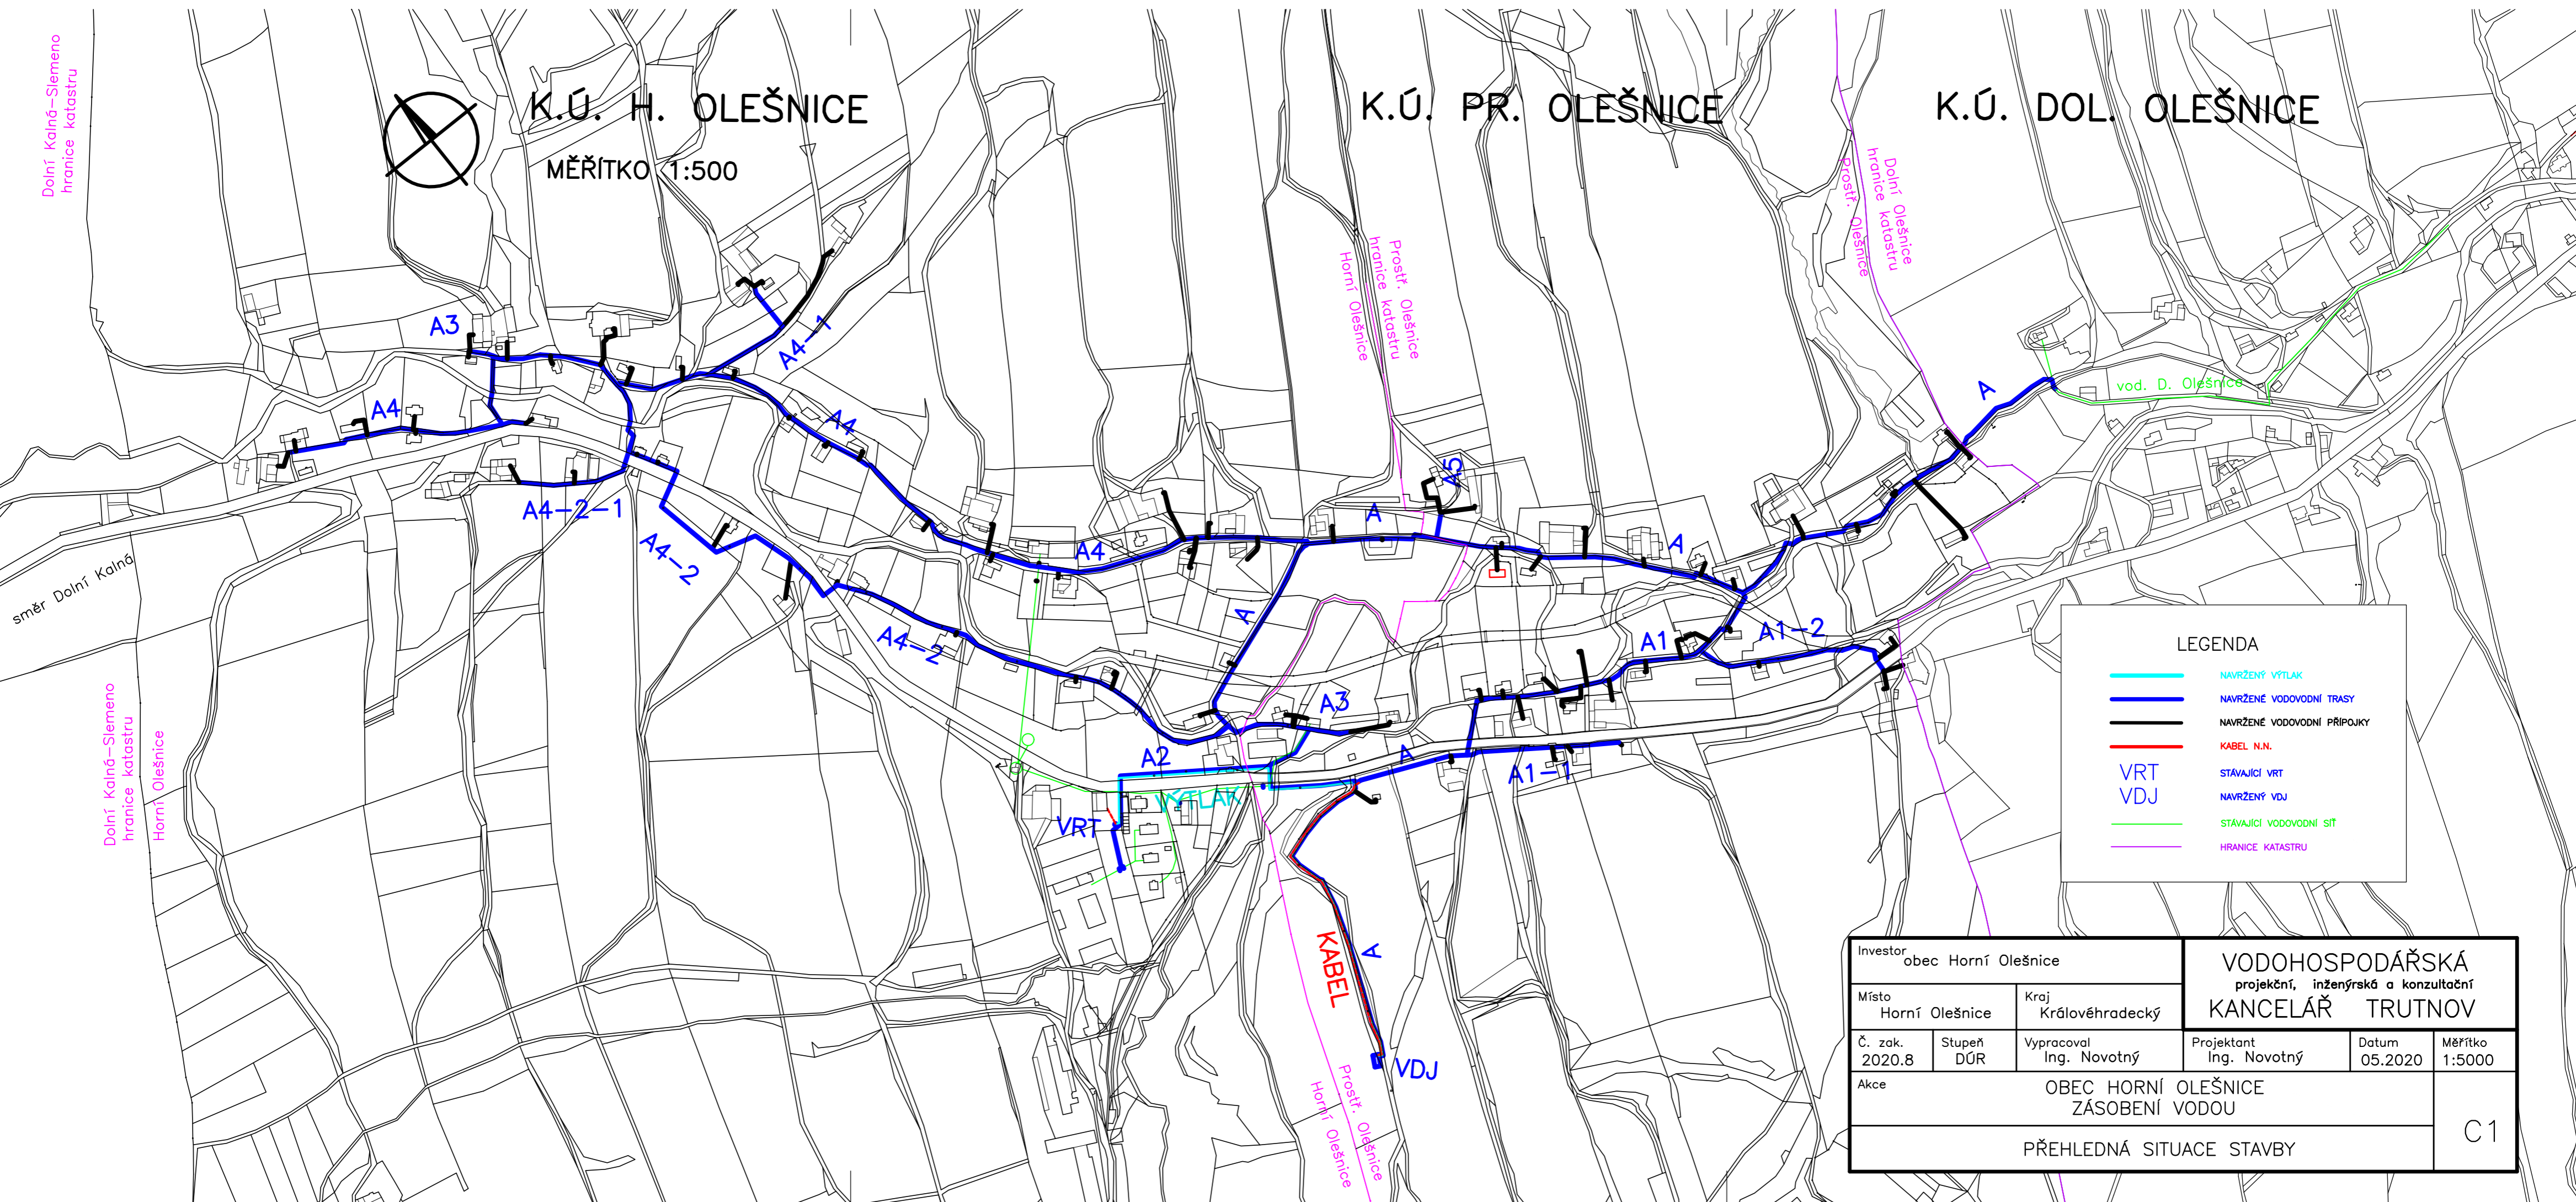 K.Ú. H. OLEŠNICE
K.Ú. PR. OLEŠNICE
K.Ú. DOL. OLEŠNICE
MĚŘÍTKO 1:500
Dolní Kalná-Slemeno
hranice katastru
Prostř. Olešnice
hranice katastru
Horní Olešnice
Dolní Olešnice
hranice katastru
Prostř. Olešnice
A3
A4-1
A4
A4
A4-2-1
A4-2
A4
A5
A
A
A
vod. D. Olešnice
směr Dolní Kalná
A
A4-2
A1
A1-2
A3
A2
A
A1-1
VÝTLAK
VRT
KABEL
A
VDJ
Dolní Kalná-Slemeno
hranice katastru
Horní Olešnice
Prostř. Olešnice
Horní Olešnice
LEGENDA
NAVRŽENÝ VÝTLAK
NAVRŽENÉ VODOVODNÍ TRASY
NAVRŽENÉ VODOVODNÍ PŘÍPOJKY
KABEL N.N.
VRT STÁVAJÍCÍ VRT
VDJ NAVRŽENÝ VDJ
STÁVAJÍCÍ VODOVODNÍ SÍŤ
HRANICE KATASTRU
Investor
obec Horní Olešnice
VODOHOSPODÁŘSKÁ
projekční, inženýrská a konzultační
KANCELÁŘ TRUTNOV
Místo
Horní Olešnice
Kraj
Královéhradecký
Č. zak.
2020.8
Stupeň
DÚR
Vypracoval
Ing. Novotný
Projektant
Ing. Novotný
Datum
05.2020
Měřítko
1:5000
Akce
OBEC HORNÍ OLEŠNICE
ZÁSOBENÍ VODOU
PŘEHLEDNÁ SITUACE STAVBY
C1